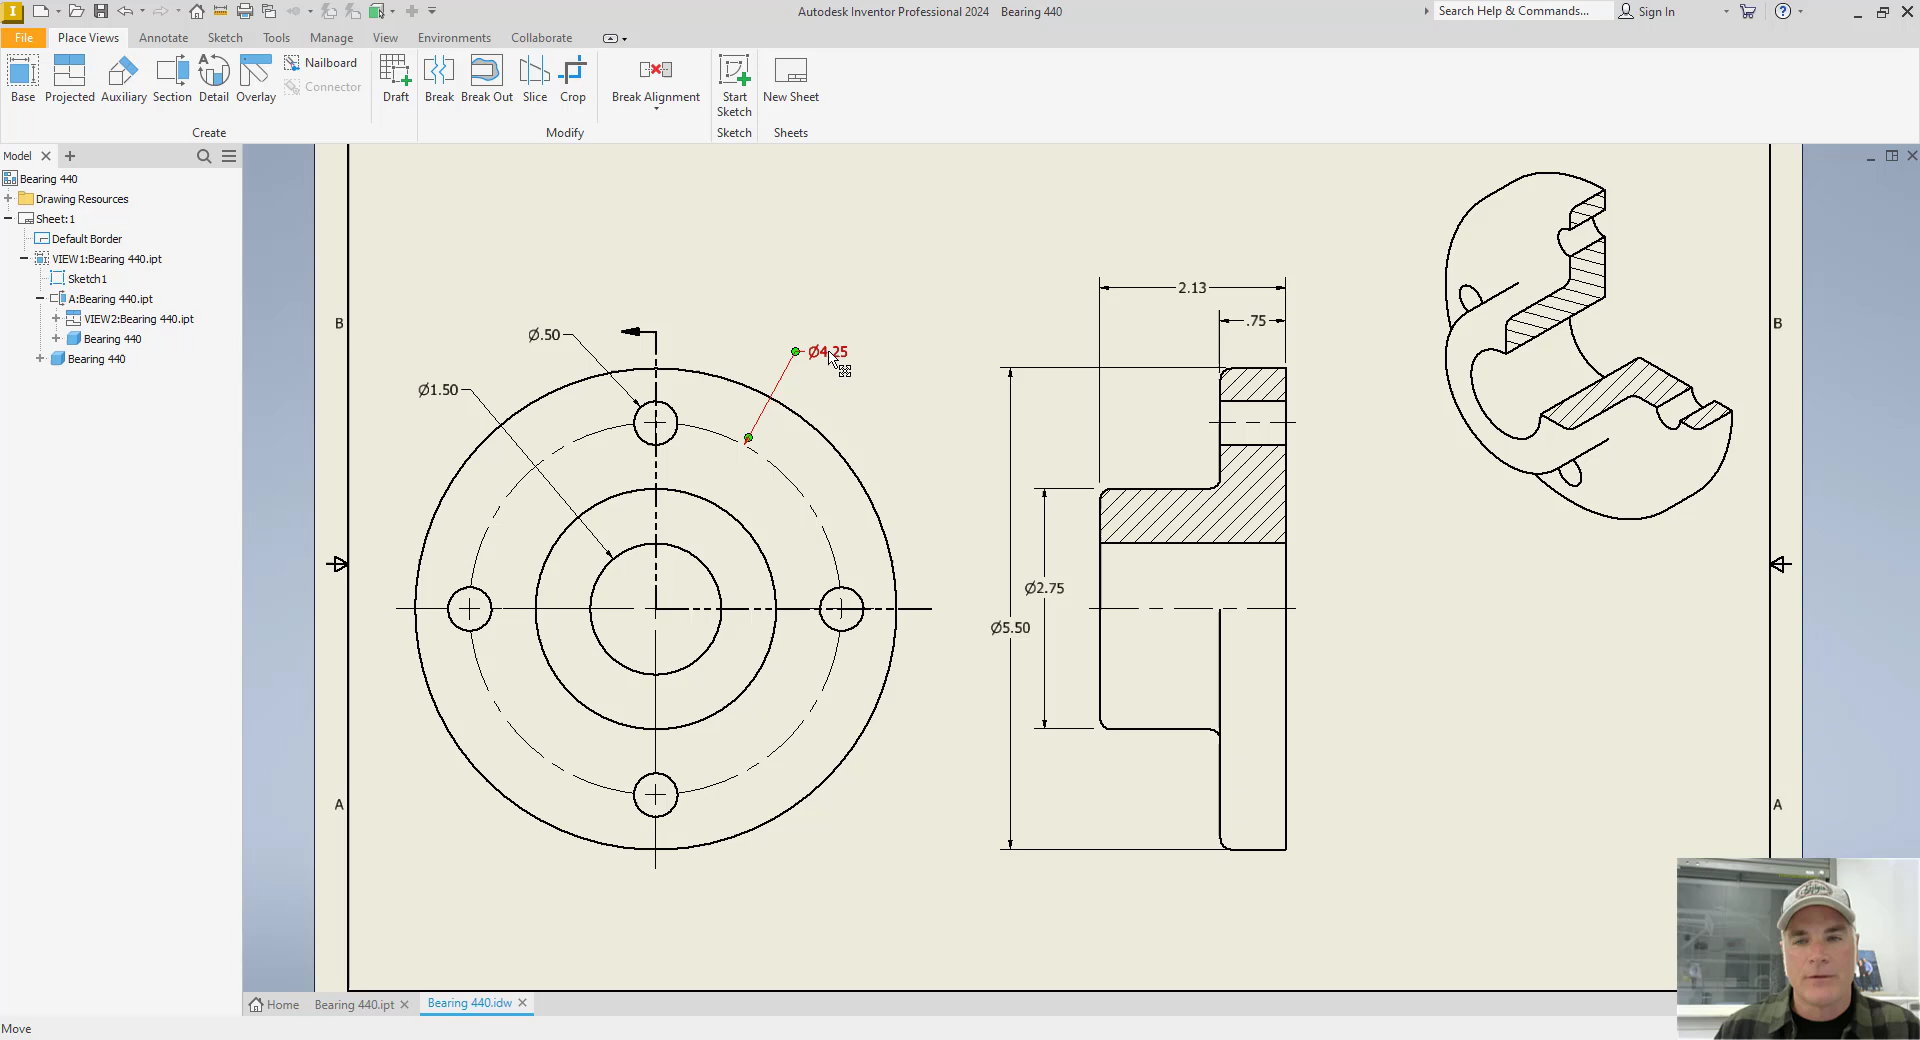 Autodesk Inventor Professional 2024 Bearing 440
Search Help & Commands...
Sign In
File
Place Views
Annotate
Sketch
Tools
Manage
View
Environments
Collaborate
Base
Projected
Auxiliary
Section
Detail
Overlay
Nailboard
Connector
Draft
Break
Break Out
Slice
Crop
Break Alignment
Start
Sketch
New Sheet
Create
Modify
Sketch
Sheets
Model
Bearing 440
Drawing Resources
Sheet:1
Default Border
VIEW1:Bearing 440.ipt
Sketch1
A:Bearing 440.ipt
VIEW2:Bearing 440.ipt
Bearing 440
Bearing 440
B
B
A
A
Ø.50
Ø1.50
Ø4.25
2.13
.75
Ø2.75
Ø5.50
Home
Bearing 440.ipt
Bearing 440.idw
Move